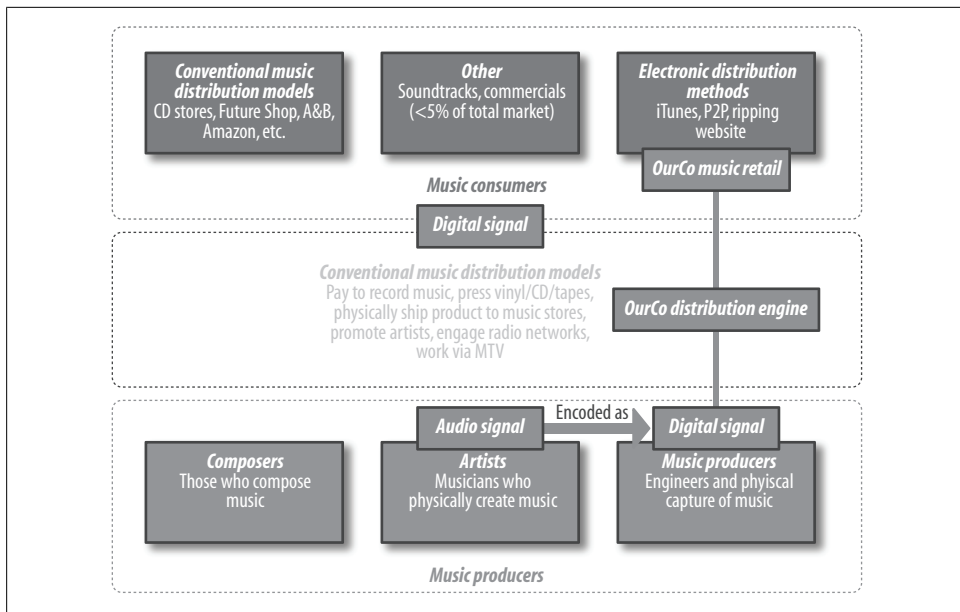 Conventional music
distribution models
CD stores, Future Shop, A&B,
Amazon, etc.
Other
Soundtracks, commercials
(<5% of total market)
Electronic distribution
methods
iTunes, P2P, ripping
website
OurCo music retail
Music consumers
Digital signal
Conventional music distribution models
Pay to record music, press vinyl/CD/tapes,
physically ship product to music stores,
promote artists, engage radio networks,
work via MTV
OurCo distribution engine
Audio signal
Encoded as
Digital signal
Composers
Those who compose
music
Artists
Musicians who
physically create music
Music producers
Engineers and phyiscal
capture of music
Music producers